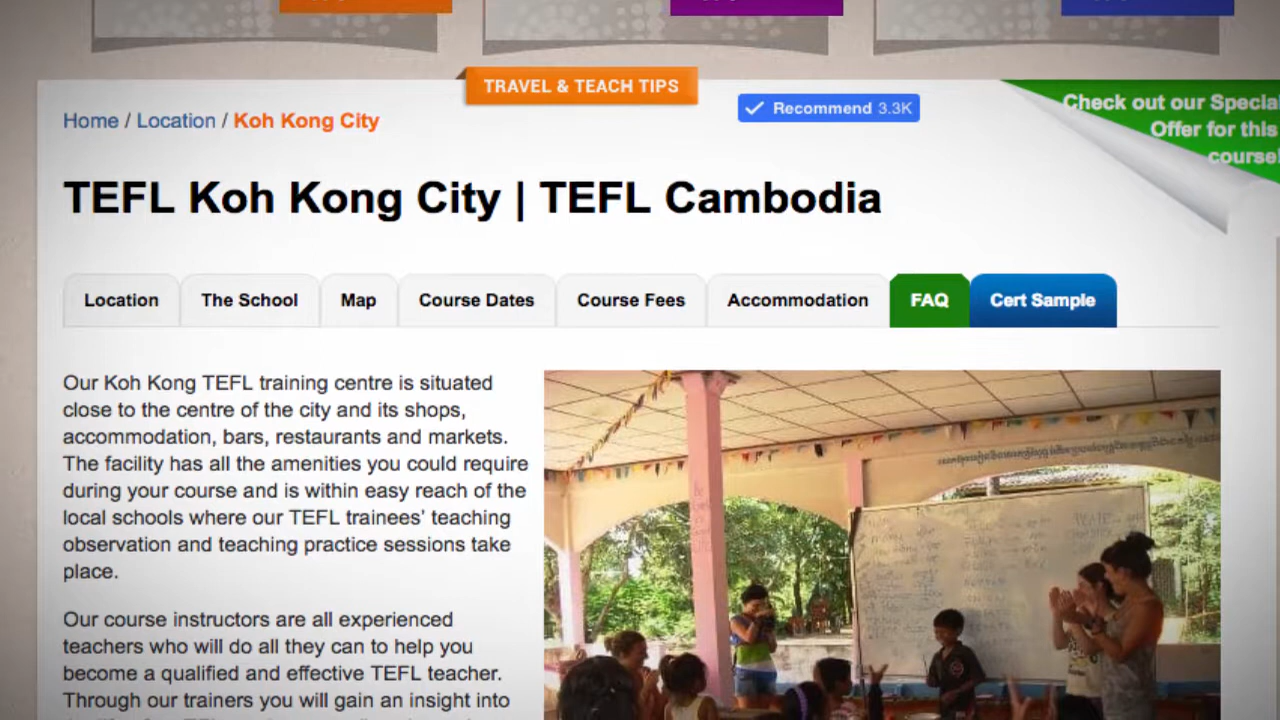 TRAVEL & TEACH TIPS
Home / Location / Koh Kong City
Recommend 3.3K
Check out our Special
Offer for this
course!
TEFL Koh Kong City | TEFL Cambodia
Location The School Map Course Dates Course Fees Accommodation FAQ Cert Sample
Our Koh Kong TEFL training centre is situated
close to the centre of the city and its shops,
accommodation, bars, restaurants and markets.
The facility has all the amenities you could require
during your course and is within easy reach of the
local schools where our TEFL trainees' teaching
observation and teaching practice sessions take
place.
Our course instructors are all experienced
teachers who will do all they can to help you
become a qualified and effective TEFL teacher.
Through our trainers you will gain an insight into